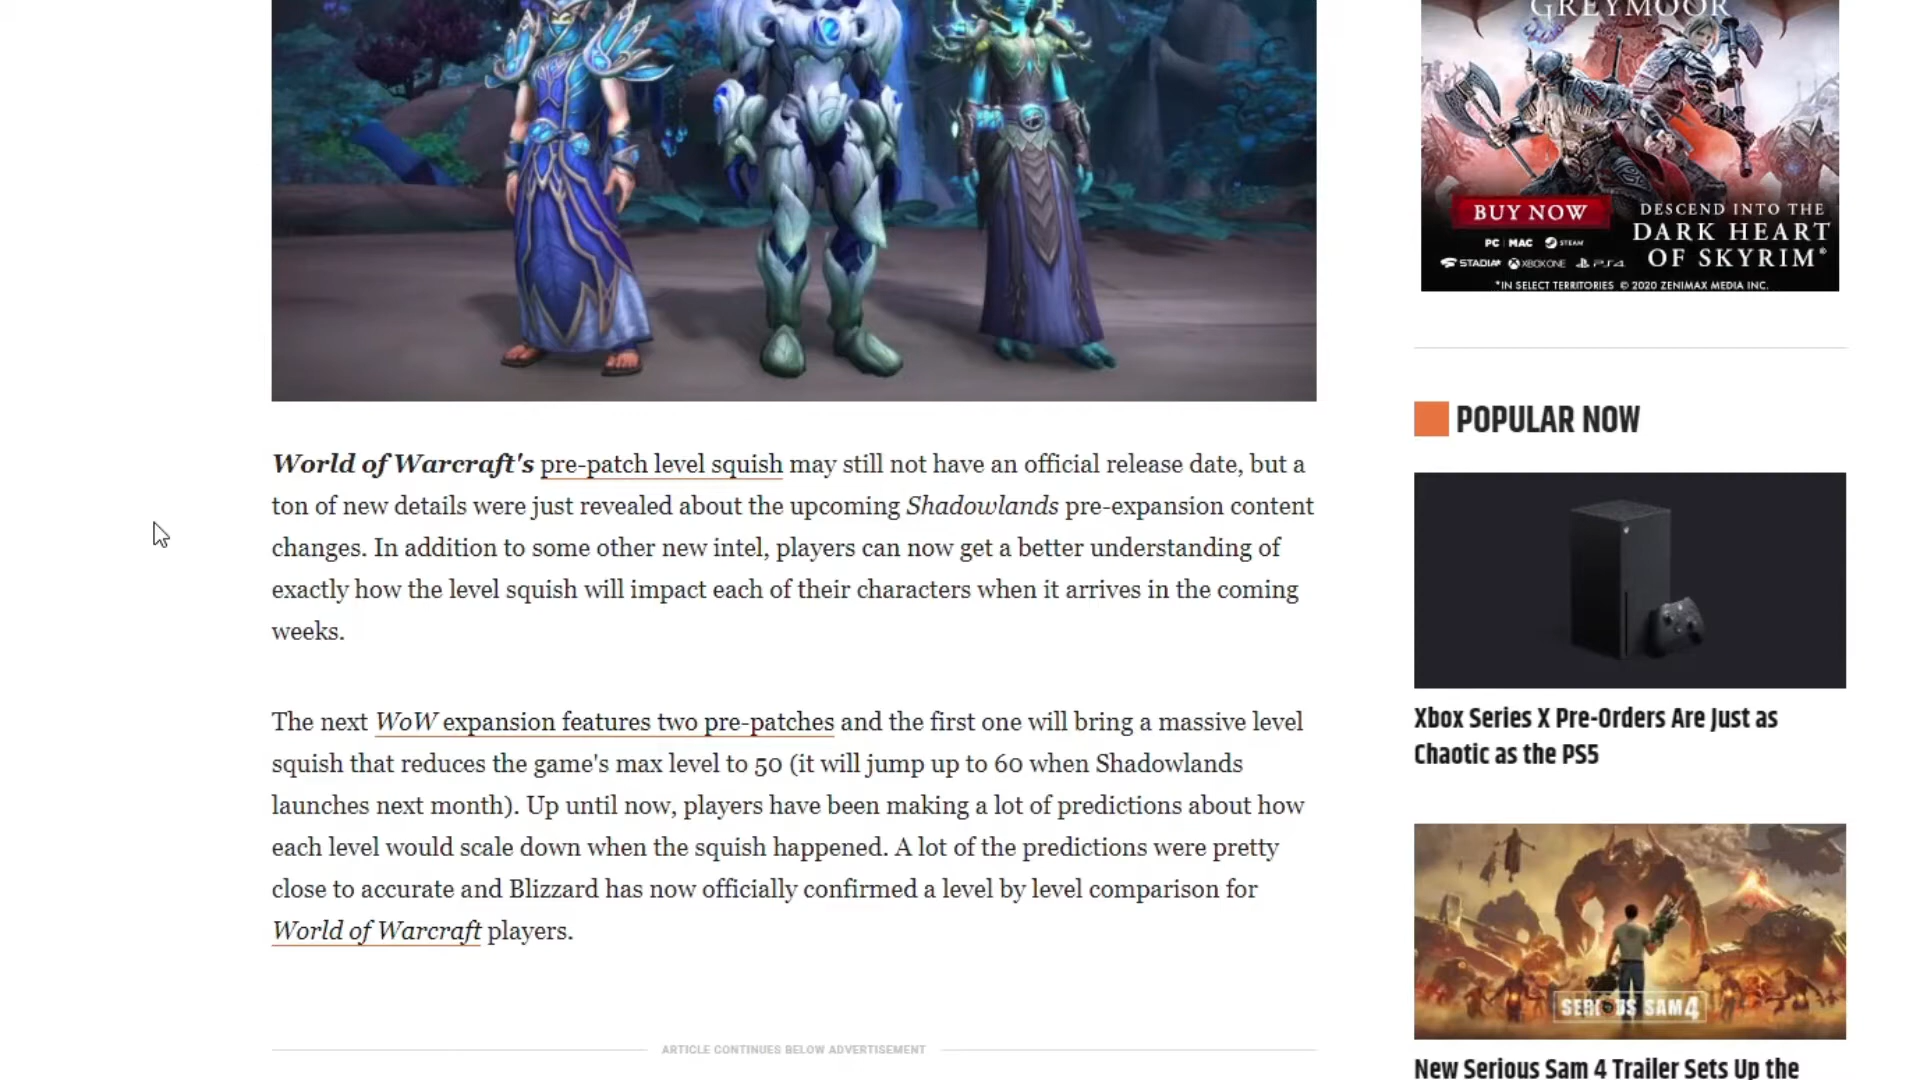 World of Warcraft's pre-patch level squish may still not have an official release date, but a
ton of new details were just revealed about the upcoming Shadowlands pre-expansion content
changes. In addition to some other new intel, players can now get a better understanding of
exactly how the level squish will impact each of their characters when it arrives in the coming
weeks.
The next WoW expansion features two pre-patches and the first one will bring a massive level
squish that reduces the game's max level to 50 (it will jump up to 60 when Shadowlands
launches next month). Up until now, players have been making a lot of predictions about how
each level would scale down when the squish happened. A lot of the predictions were pretty
close to accurate and Blizzard has now officially confirmed a level by level comparison for
World of Warcraft players.
ARTICLE CONTINUES BELOW ADVERTISEMENT
GREYMOOR
BUY NOW
PC | MAC STEAM
STADIA XBOX ONE PS4
DESCEND INTO THE
DARK HEART
OF SKYRIM®
*IN SELECT TERRITORIES © 2020 ZENIMAX MEDIA INC.
POPULAR NOW
Xbox Series X Pre-Orders Are Just as
Chaotic as the PS5
SERIOUS SAM 4
New Serious Sam 4 Trailer Sets Up the